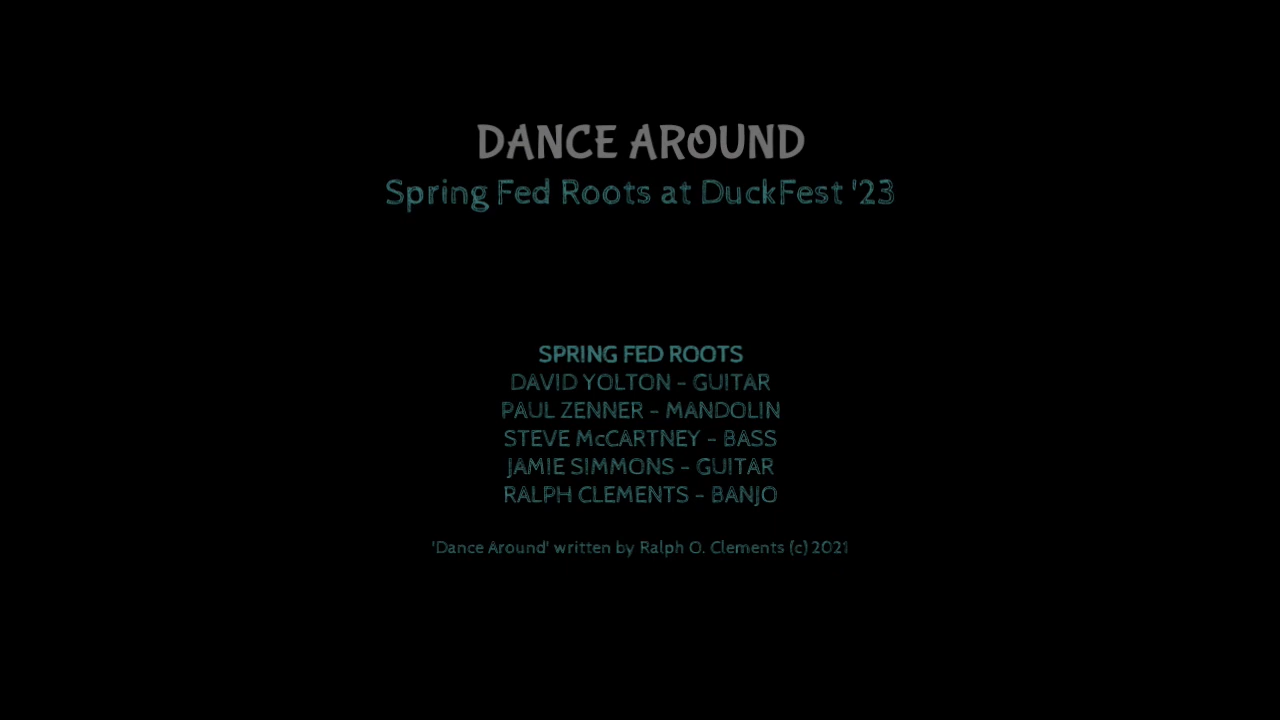 DANCE AROUND
Spring Fed Roots at DuckFest '23
SPRING FED ROOTS
DAVID YOLTON - GUITAR
PAUL ZENNER - MANDOLIN
STEVE McCARTNEY - BASS
JAMIE SIMMONS - GUITAR
RALPH CLEMENTS - BANJO
'Dance Around' written by Ralph O. Clements (c) 2021